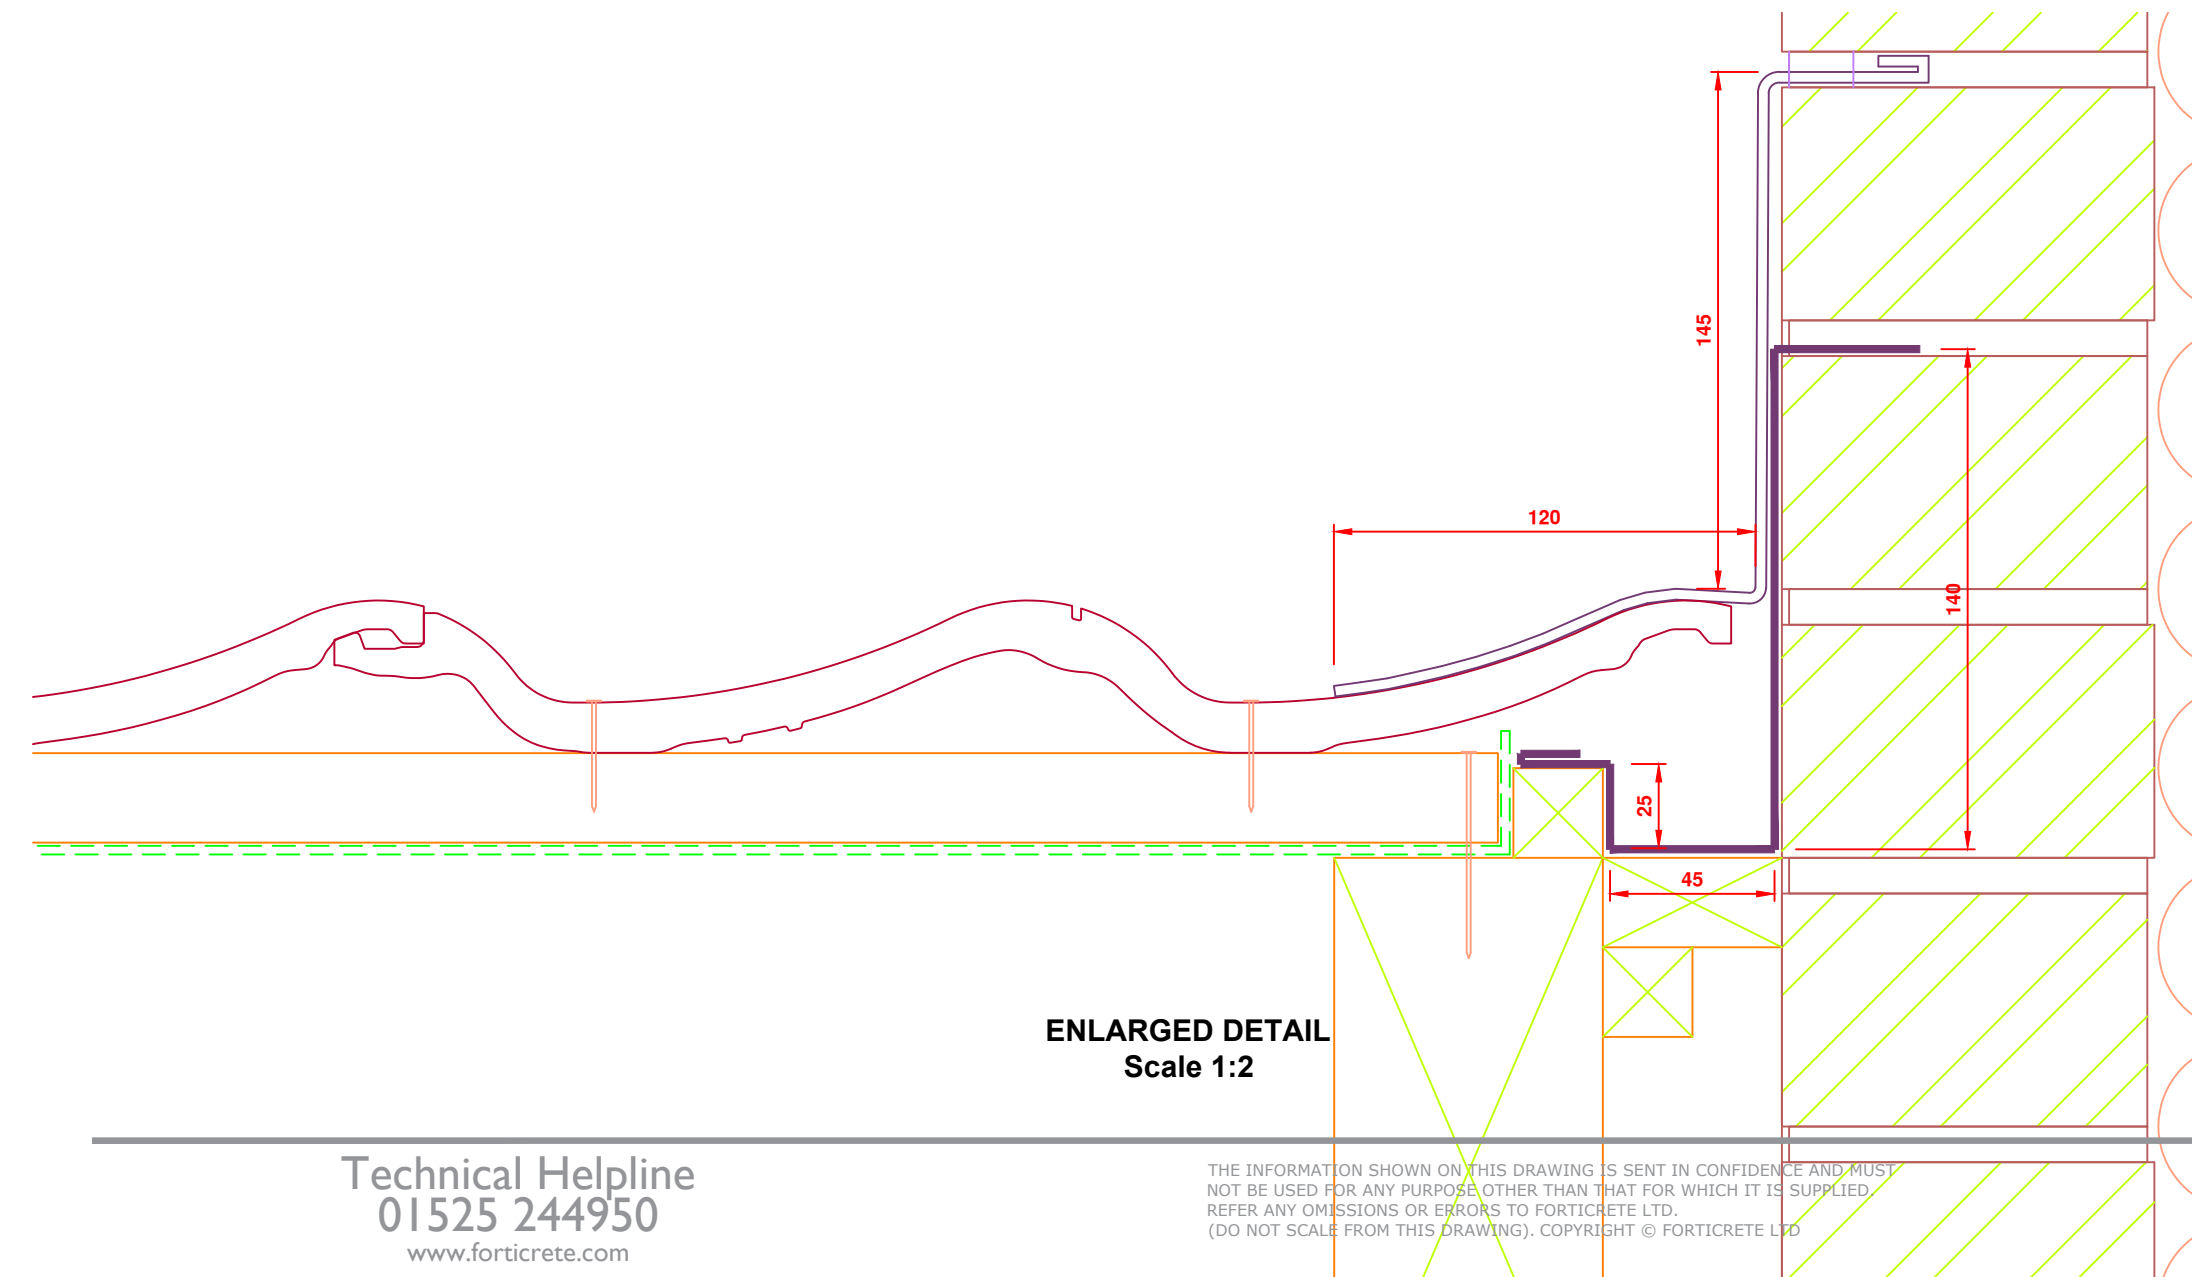 145
120
140
25
45
ENLARGED DETAIL
Scale 1:2
Technical Helpline
01525 244950
www.forticrete.com
THE INFORMATION SHOWN ON THIS DRAWING IS SENT IN CONFIDENCE AND MUST
NOT BE USED FOR ANY PURPOSE OTHER THAN THAT FOR WHICH IT IS SUPPLIED.
REFER ANY OMISSIONS OR ERRORS TO FORTICRETE LTD.
(DO NOT SCALE FROM THIS DRAWING). COPYRIGHT © FORTICRETE LTD